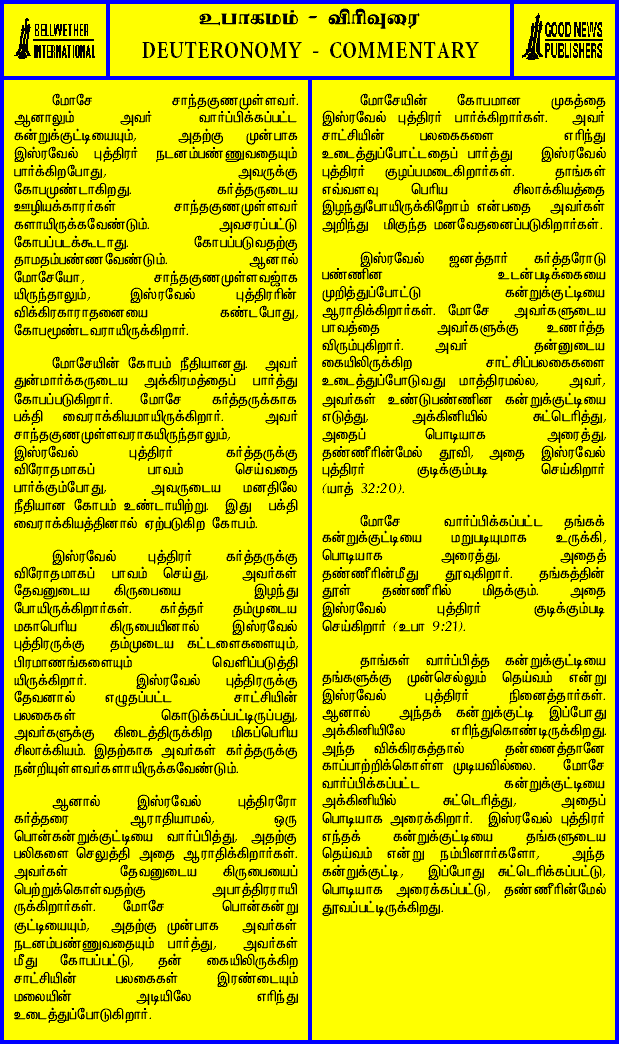 BELLWETHER
INTERNATIONAL
உபாகமம் - விரிவுரை
DEUTERONOMY - COMMENTARY
GOOD NEWS
PUBLISHERS
மோசே சாந்தகுணமுள்ளவர்.
ஆனாலும் அவர் வார்ப்பிக்கப்பட்ட
கன்றுக்குட்டியையும், அதற்கு முன்பாக
இஸ்ரவேல் புத்திரர் நடனம்பண்ணுவதையும்
பார்க்கிறபோது, அவருக்கு
கோபமுண்டாகிறது. கர்த்தருடைய
ஊழியக்காரர்கள் சாந்தகுணமுள்ளவர்
களாயிருக்கவேண்டும். அவசரப்பட்டு
கோபப்படக்கூடாது. கோபப்படுவதற்கு
தாமதம்பண்ணவேண்டும். ஆனால்
மோசேயோ, சாந்தகுணமுள்ளவஜாக
யிருந்தாலும், இஸ்ரவேல் புத்திரரின்
விக்கிரகாராதனையை கண்டபோது,
கோபமூண்டவராயிருக்கிறார்.
மோசேயின் கோபம் நீதியானது. அவர்
துன்மார்க்கருடைய அக்கிரமத்தைப் பார்த்து
கோபப்படுகிறார். மோசே கர்த்தருக்காக
பக்தி வைராக்கியமாயிருக்கிறார். அவர்
சாந்தகுணமுள்ளவராகயிருந்தாலும்,
இஸ்ரவேல் புத்திரர் கர்த்தருக்கு
விரோதமாகப் பாவம் செய்வதை
பார்க்கும்போது, அவருடைய மனதிலே
நீதியான கோபம் உண்டாயிற்று. இது பக்தி
வைராக்கியத்தினால் ஏற்படுகிற கோபம்.
இஸ்ரவேல் புத்திரர் கர்த்தருக்கு
விரோதமாகப் பாவம் செய்து, அவர்கள்
தேவனுடைய கிருபையை இழந்து
போயிருக்கிறார்கள். கர்த்தர் தம்முடைய
மகாபெரிய கிருபையினால் இஸ்ரவேல்
புத்திரருக்கு தம்முடைய கட்டளைகளையும்,
பிரமாணங்களையும் வெளிப்படுத்தி
யிருக்கிறார். இஸ்ரவேல் புத்திரருக்கு
தேவனால் எழுதப்பட்ட சாட்சியின்
பலகைகள் கொடுக்கப்பட்டிருப்பது,
அவர்களுக்கு கிடைத்திருக்கிற மிகப்பெரிய
சிலாக்கியம். இதற்காக அவர்கள் கர்த்தருக்கு
நன்றியுள்ளவர்களாயிருக்கவேண்டும்.
ஆனால் இஸ்ரவேல் புத்திரரோ
கர்த்தரை ஆராதியாமல், ஒரு
பொன்கன்றுக்குட்டியை வார்ப்பித்து, அதற்கு
பலிகளை செலுத்தி அதை ஆராதிக்கிறார்கள்.
அவர்கள் தேவனுடைய கிருபையைப்
பெற்றுக்கொள்வதற்கு அபாத்திரராயி
ருக்கிறார்கள். மோசே பொன்கன்று
குட்டியையும், அதற்கு முன்பாக அவர்கள்
நடனம்பண்ணுவதையும் பார்த்து, அவர்கள்
மீது கோபப்பட்டு, தன் கையிலிருக்கிற
சாட்சியின் பலகைகள் இரண்டையும்
மலையின் அடியிலே எரிந்து
உடைத்துப்போடுகிறார்.
மோசேயின் கோபமான முகத்தை
இஸ்ரவேல் புத்திரர் பார்க்கிறார்கள். அவர்
சாட்சியின் பலகைகளை எரிந்து
உடைத்துப்போட்டதைப் பார்த்து இஸ்ரவேல்
புத்திரர் குழப்பமடைகிறார்கள். தாங்கள்
எவ்வளவு பெரிய சிலாக்கியத்தை
இழந்துபோயிருக்கிறோம் என்பதை அவர்கள்
அறிந்து மிகுந்த மனவேதனைப்படுகிறார்கள்.
இஸ்ரவேல் ஜனத்தார் கர்த்தரோடு
பண்ணின உடன்படிக்கையை
முறித்துப்போட்டு கன்றுக்குட்டியை
ஆராதிக்கிறார்கள். மோசே அவர்களுடைய
பாவத்தை அவர்களுக்கு உணர்த்த
விரும்புகிறார். அவர் தன்னுடைய
கையிலிருக்கிற சாட்சிப்பலகைகளை
உடைத்துப்போடுவது மாத்திரமல்ல, அவர்,
அவர்கள் உண்டுபண்ணின கன்றுக்குட்டியை
எடுத்து, அக்கினியில் சுட்டெரித்து,
அதைப் பொடியாக அரைத்து,
தண்ணீரின்மேல் தூவி, அதை இஸ்ரவேல்
புத்திரர் குடிக்கும்படி செய்கிறார்
(யாத் 32:20).
மோசே வார்ப்பிக்கப்பட்ட தங்கக்
கன்றுக்குட்டியை மறுபடியுமாக உருக்கி,
பொடியாக அரைத்து, அதைத்
தண்ணீரின்மீது தூவுகிறார். தங்கத்தின்
தூள் தண்ணீரில் மிதக்கும். அதை
இஸ்ரவேல் புத்திரர் குடிக்கும்படி
செய்கிறார் (உபா 9:21).
தாங்கள் வார்ப்பித்த கன்றுக்குட்டியை
தங்களுக்கு முன்செல்லும் தெய்வம் என்று
இஸ்ரவேல் புத்திரர் நினைத்தார்கள்.
ஆனால் அந்தக் கன்றுக்குட்டி இப்போது
அக்கினியிலே எரிந்துகொண்டிருக்கிறது.
அந்த விக்கிரகத்தால் தன்னைத்தானே
காப்பாற்றிக்கொள்ள முடியவில்லை. மோசே
வார்ப்பிக்கப்பட்ட கன்றுக்குட்டியை
அக்கினியில் சுட்டெரித்து, அதைப்
பொடியாக அரைக்கிறார். இஸ்ரவேல் புத்திரர்
எந்தக் கன்றுக்குட்டியை தங்களுடைய
தெய்வம் என்று நம்பினார்களோ, அந்த
கன்றுக்குட்டி, இப்போது சுட்டெரிக்கப்பட்டு,
பொடியாக அரைக்கப்பட்டு, தண்ணீரின்மேல்
தூவப்பட்டிருக்கிறது.